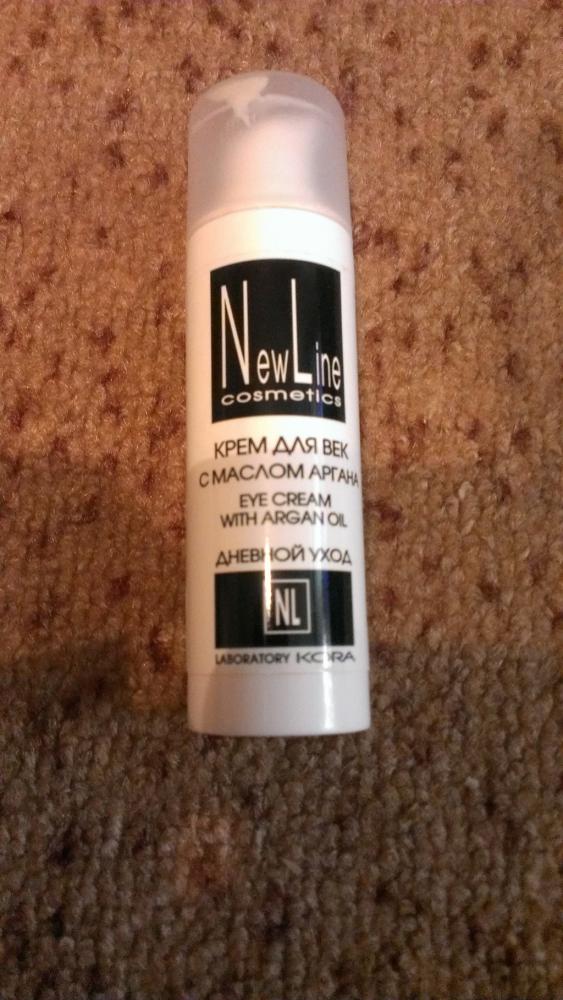 NewLine
cosmetics
КРЕМ ДЛЯ ВЕК
С МАСЛОМ АРГАНА
EYE CREAM
WITH ARGAN OIL
ДНЕВНОЙ УХОД
NL
LABORATORY KORA